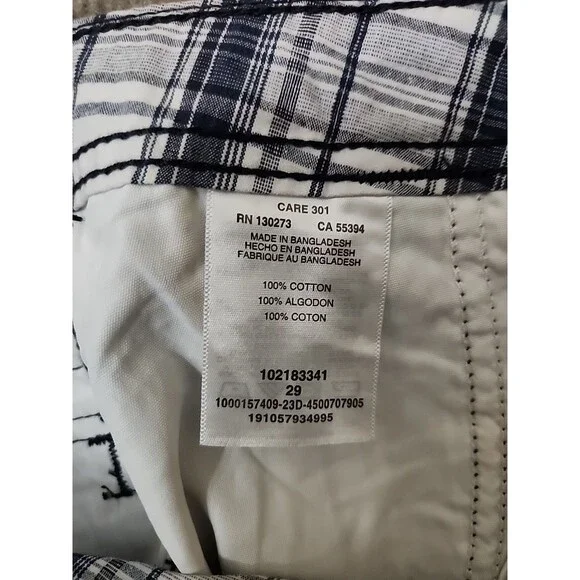 CARE 301
RN 130273 CA 55394
MADE IN BANGLADESH
HECHO EN BANGLADESH
FABRIQUE AU BANGLADESH
100% COTTON
100% ALGODON
100% COTON
102183341
29
1000157409-23D-4500707905
191057934995